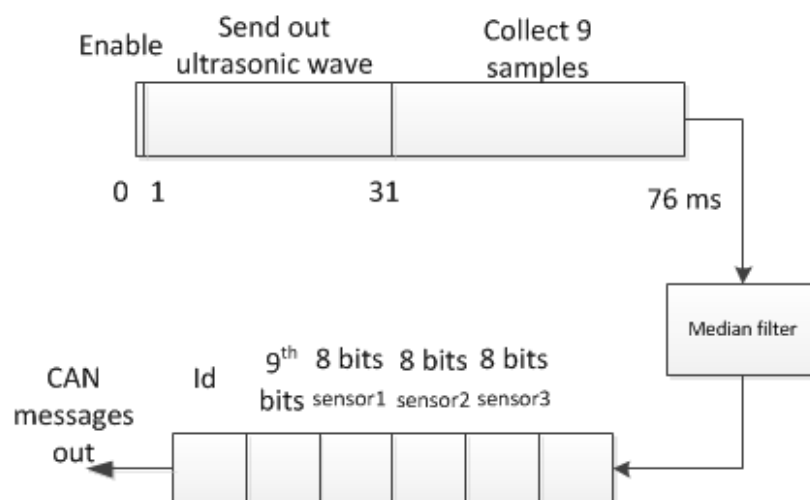 Enable
Send out
ultrasonic wave
Collect 9
samples
0 1 31 76 ms
Median filter
CAN
messages
out
Id
9th
bits
8 bits
sensor1
8 bits
sensor2
8 bits
sensor3